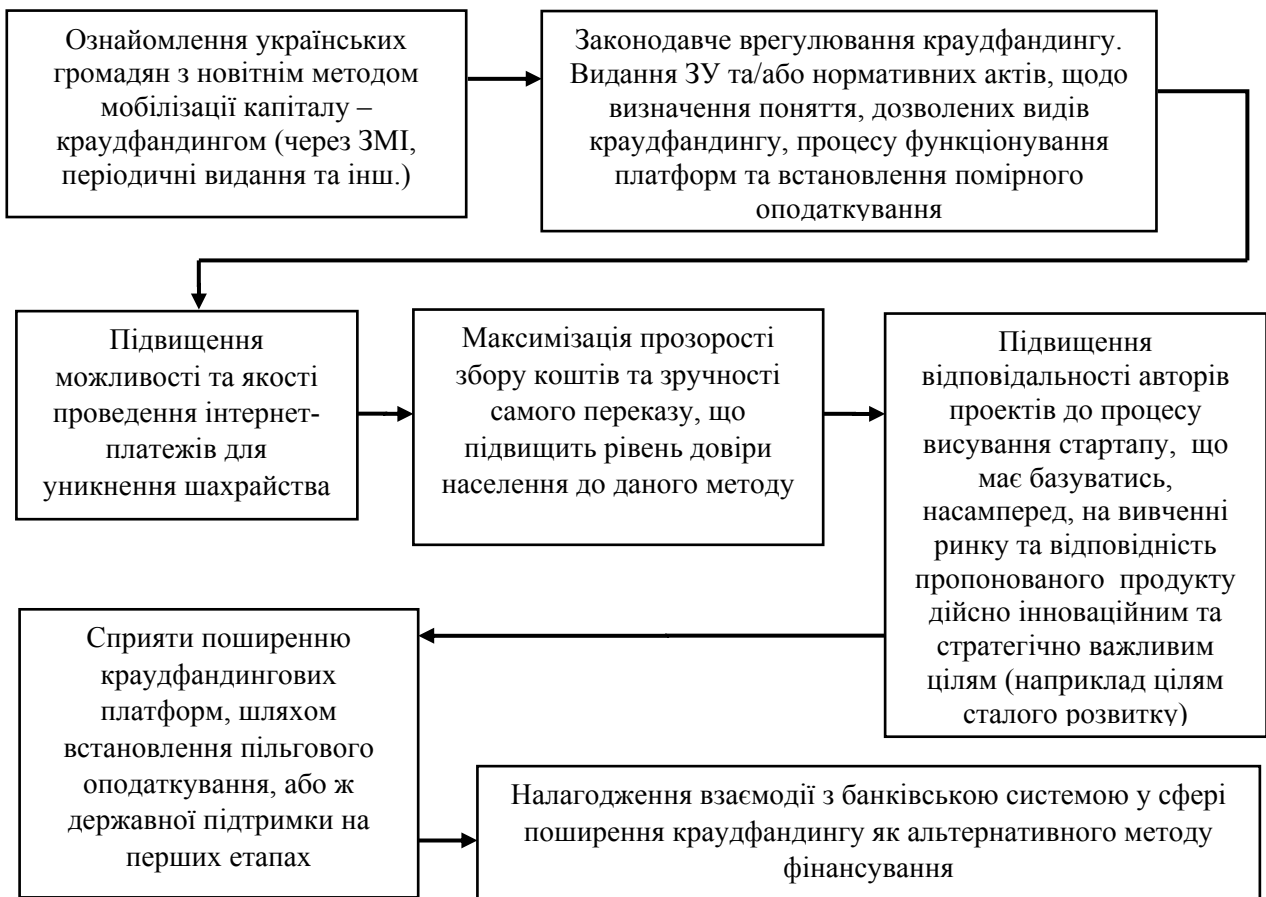 Ознайомлення українських
громадян з новітнім методом
мобілізації капіталу –
краудфандингом (через ЗМІ,
періодичні видання та інш.)
Законодавче врегулювання краудфандингу.
Видання ЗУ та/або нормативних актів, щодо
визначення поняття, дозволених видів
краудфандингу, процесу функціонування
платформ та встановлення помірного
оподаткування
Підвищення
можливості та якості
проведення інтернет-
платежів для
уникнення шахрайства
Максимізація прозорості
збору коштів та зручності
самого переказу, що
підвищить рівень довіри
населення до даного методу
Підвищення
відповідальності авторів
проектів до процесу
висування стартапу, що
має базуватись,
насамперед, на вивченні
ринку та відповідність
пропонованого продукту
дійсно інноваційним та
стратегічно важливим
цілям (наприклад цілям
сталого розвитку)
Сприяти поширенню
краудфандингових
платформ, шляхом
встановлення пільгового
оподаткування, або ж
державної підтримки на
перших етапах
Налагодження взаємодії з банківською системою у сфері
поширення краудфандингу як альтернативного методу
фінансування